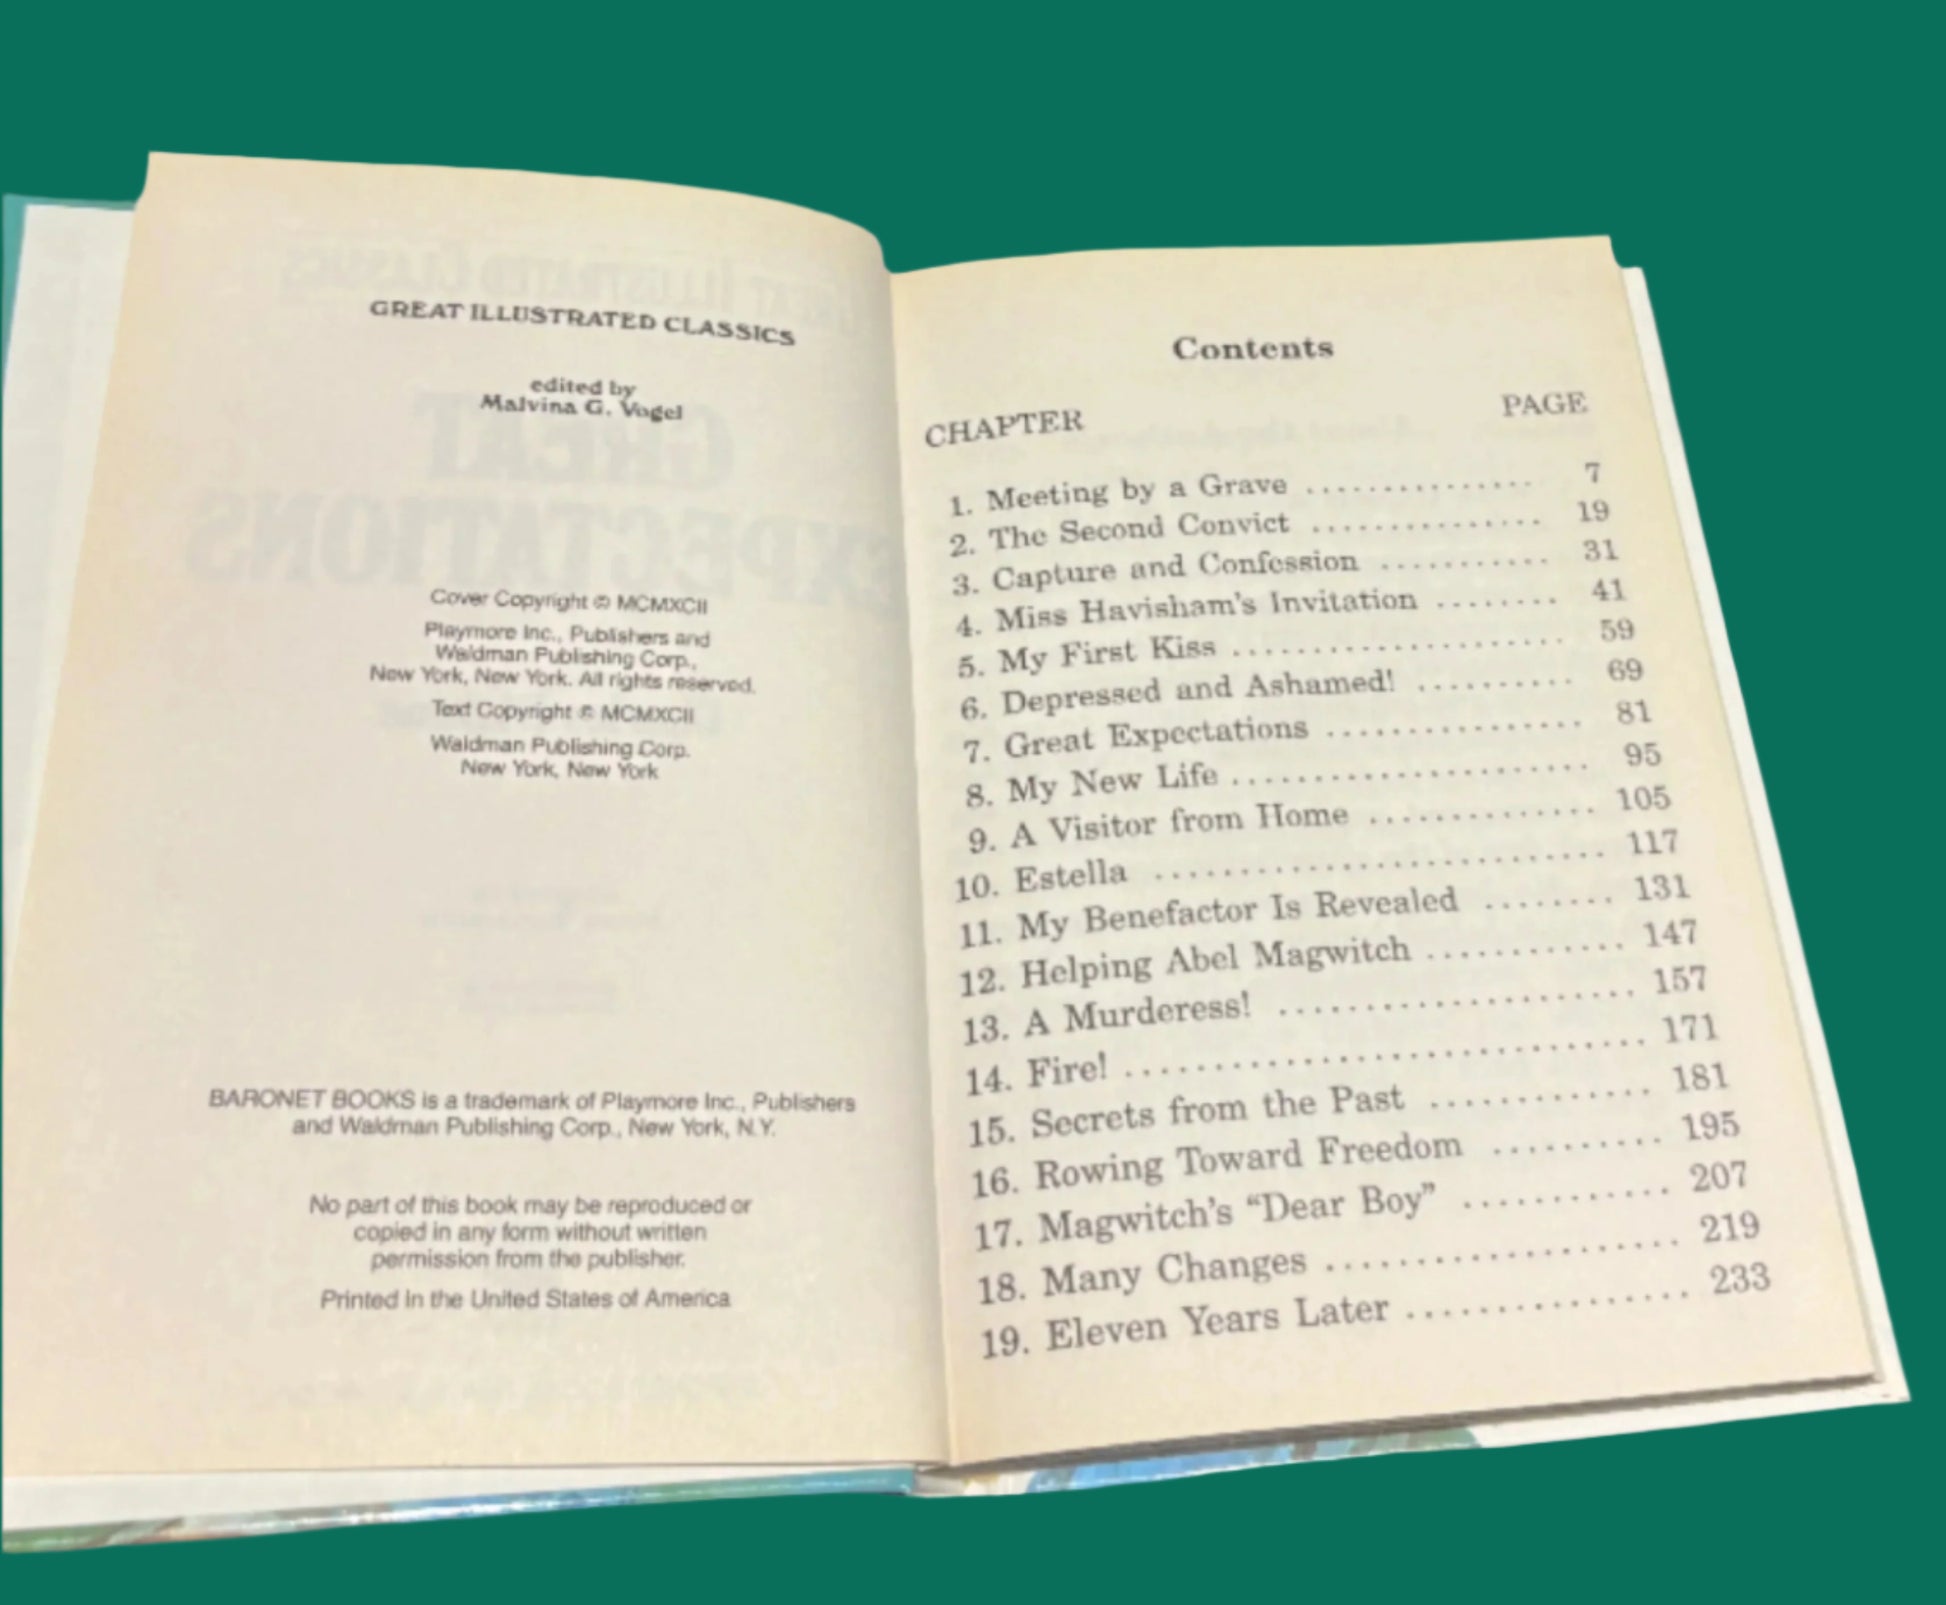 GREAT ILLUSTRATED CLASSICS
edited by
Malvina G. Vogel
Cover Copyright © MCMXCII
Playmore Inc., Publishers and
Waldman Publishing Corp.,
New York, New York. All rights reserved.
Text Copyright © MCMXCII
Waldman Publishing Corp.
New York, New York
BARONET BOOKS is a trademark of Playmore Inc., Publishers
and Waldman Publishing Corp., New York, N.Y.
No part of this book may be reproduced or
copied in any form without written
permission from the publisher.
Printed in the United States of America
Contents
CHAPTER PAGE
1. Meeting by a Grave ............... 7
2. The Second Convict ............... 19
3. Capture and Confession ........... 31
4. Miss Havisham's Invitation ........ 41
5. My First Kiss ..................... 59
6. Depressed and Ashamed! .......... 69
7. Great Expectations ................ 81
8. My New Life ...................... 95
9. A Visitor from Home .............. 105
10. Estella ........................... 117
11. My Benefactor Is Revealed ........ 131
12. Helping Abel Magwitch ............ 147
13. A Murderess! ..................... 157
14. Fire! .............................. 171
15. Secrets from the Past ............. 181
16. Rowing Toward Freedom .......... 195
17. Magwitch's “Dear Boy” ............ 207
18. Many Changes ................... 219
19. Eleven Years Later ................ 233